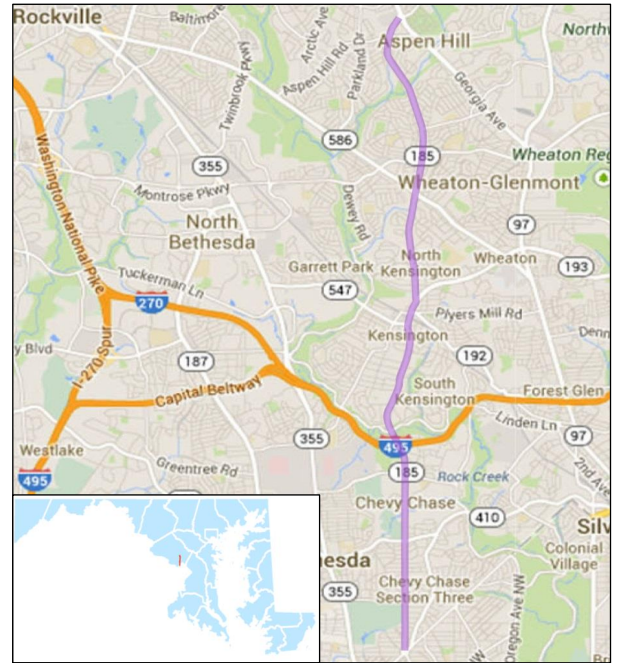 Rockville
Baltimore
Arctic Ave
Aspen Hill
Northw
Twinbrook Pkwy
Aspen Hill Rd
Parkland Dr
Georgia Ave
586
355
185
Wheaton Reg
Washington National Pike
Montrose Pkwy
Dewey Rd
Wheaton-Glenmont
North
Bethesda
97
Tuckerman Ln
Garrett Park
North
Kensington
Wheaton
193
270
547
Plyers Mill Rd
y Blvd
I-270 Spur
187
Kensington
192
Denn
Capital Beltway
South
Kensington
Forest Glen
Linden Ln
355
495
97
Westlake
Greentree Rd
185
Rock Creek
2nd Ave
495
Chevy Chase
410
Silv
Colonial
Village
hesda
355
Chevy Chase
Section Three
Oregon Ave NW
NW
Br